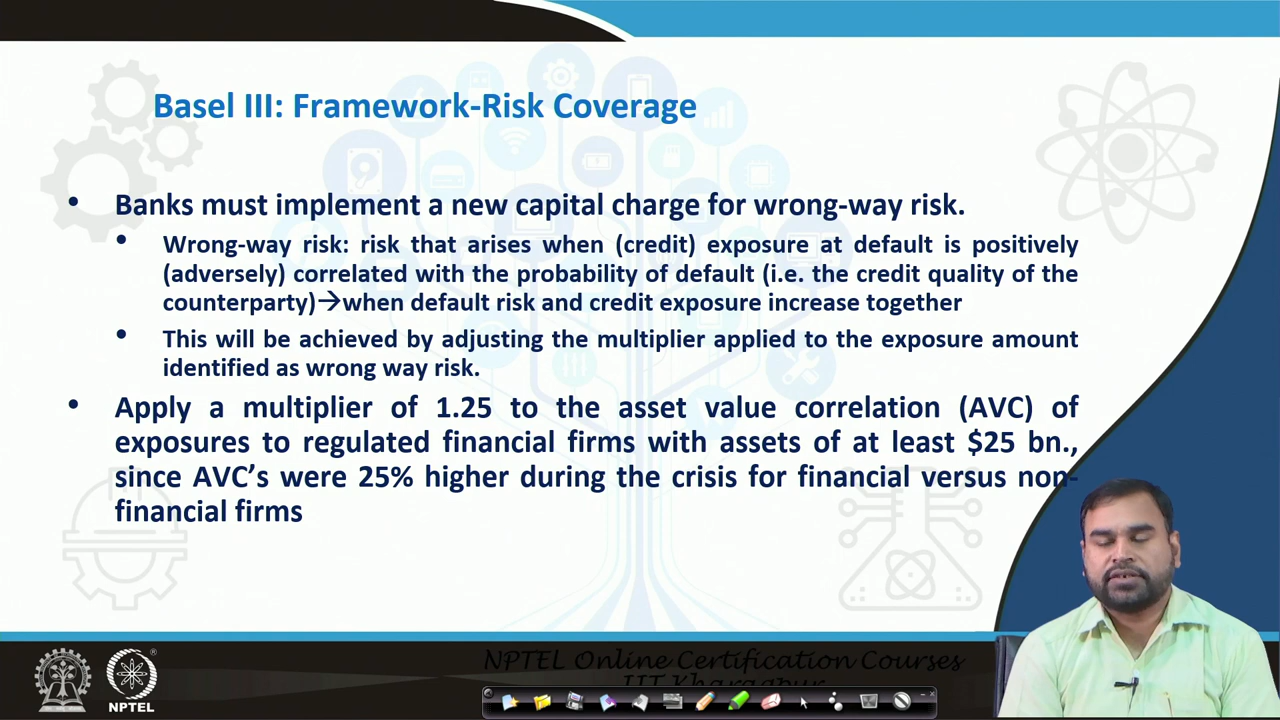 Basel III: Framework-Risk Coverage
• Banks must implement a new capital charge for wrong-way risk.
• Wrong-way risk: risk that arises when (credit) exposure at default is positively
(adversely) correlated with the probability of default (i.e. the credit quality of the
counterparty)→when default risk and credit exposure increase together
• This will be achieved by adjusting the multiplier applied to the exposure amount
identified as wrong way risk.
• Apply a multiplier of 1.25 to the asset value correlation (AVC) of
exposures to regulated financial firms with assets of at least $25 bn.,
since AVC's were 25% higher during the crisis for financial versus non-
financial firms
NPTEL Online Certification Courses
IIT Kharagpur
NPTEL